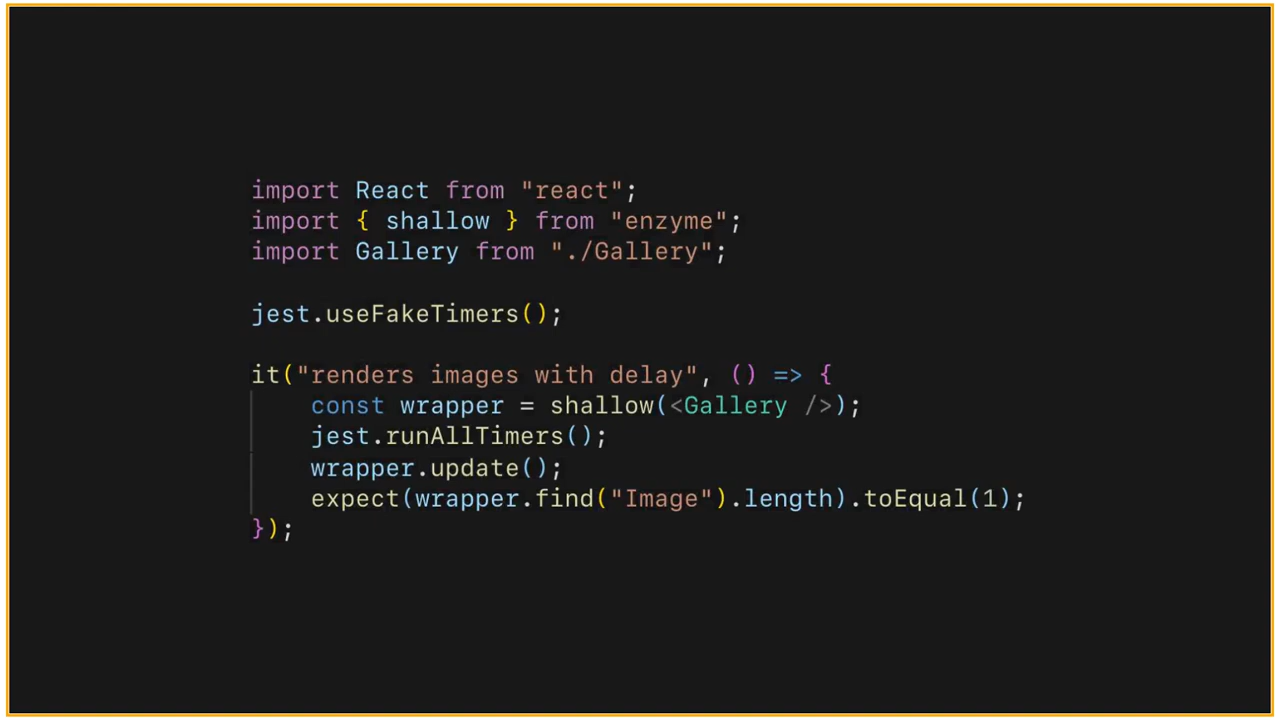 import React from "react";
import { shallow } from "enzyme";
import Gallery from "./Gallery";
jest.useFakeTimers();
it("renders images with delay", () => {
const wrapper = shallow(<Gallery />);
jest.runAllTimers();
wrapper.update();
expect(wrapper.find("Image").length).toEqual(1);
});